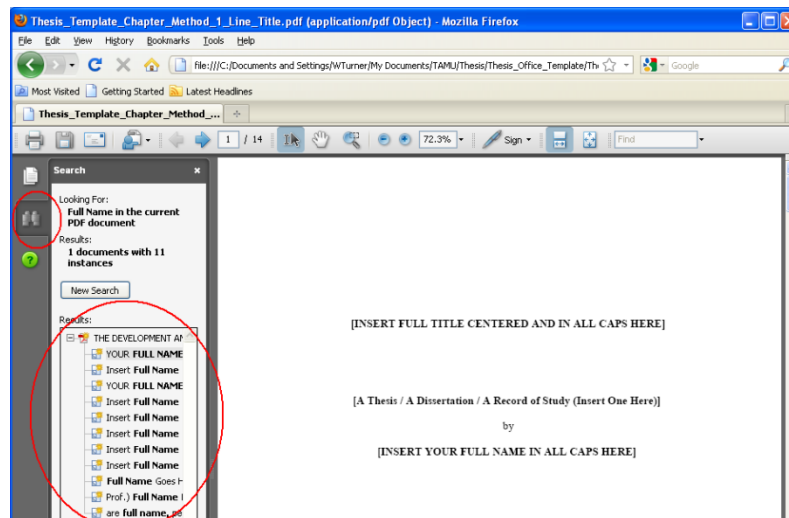 Thesis_Template_Chapter_Method_1_Line_Title.pdf (application/pdf Object) - Mozilla Firefox
File Edit View History Bookmarks Tools Help
file:///C:/Documents and Settings/WTurner/My Documents/TAMU/Thesis/Thesis_Office_Template/Th
Google
Most Visited Getting Started Latest Headlines
Thesis_Template_Chapter_Method_...
1 / 14 72.3% Sign Find
Search x
Looking For:
Full Name in the current
PDF document
Results:
1 documents with 11
instances
New Search
Results:
THE DEVELOPMENT AN
YOUR FULL NAME
Insert Full Name
YOUR FULL NAME
Insert Full Name
Insert Full Name
Insert Full Name
Insert Full Name
Insert Full Name
Full Name Goes H
Prof.) Full Name
are full name,
[INSERT FULL TITLE CENTERED AND IN ALL CAPS HERE]
[A Thesis / A Dissertation / A Record of Study (Insert One Here)]
by
[INSERT YOUR FULL NAME IN ALL CAPS HERE]